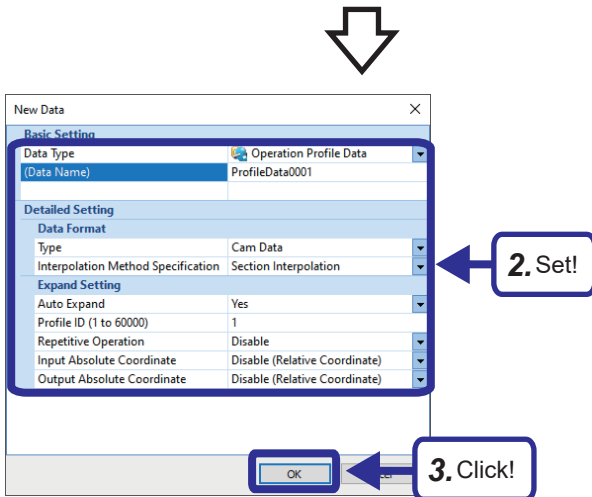 New Data
Basic Setting
Data Type Operation Profile Data
(Data Name) ProfileData0001
Detailed Setting
Data Format
Type Cam Data
Interpolation Method Specification Section Interpolation
2. Set!
Expand Setting
Auto Expand Yes
Profile ID (1 to 60000) 1
Repetitive Operation Disable
Input Absolute Coordinate Disable (Relative Coordinate)
Output Absolute Coordinate Disable (Relative Coordinate)
OK
3. Click!